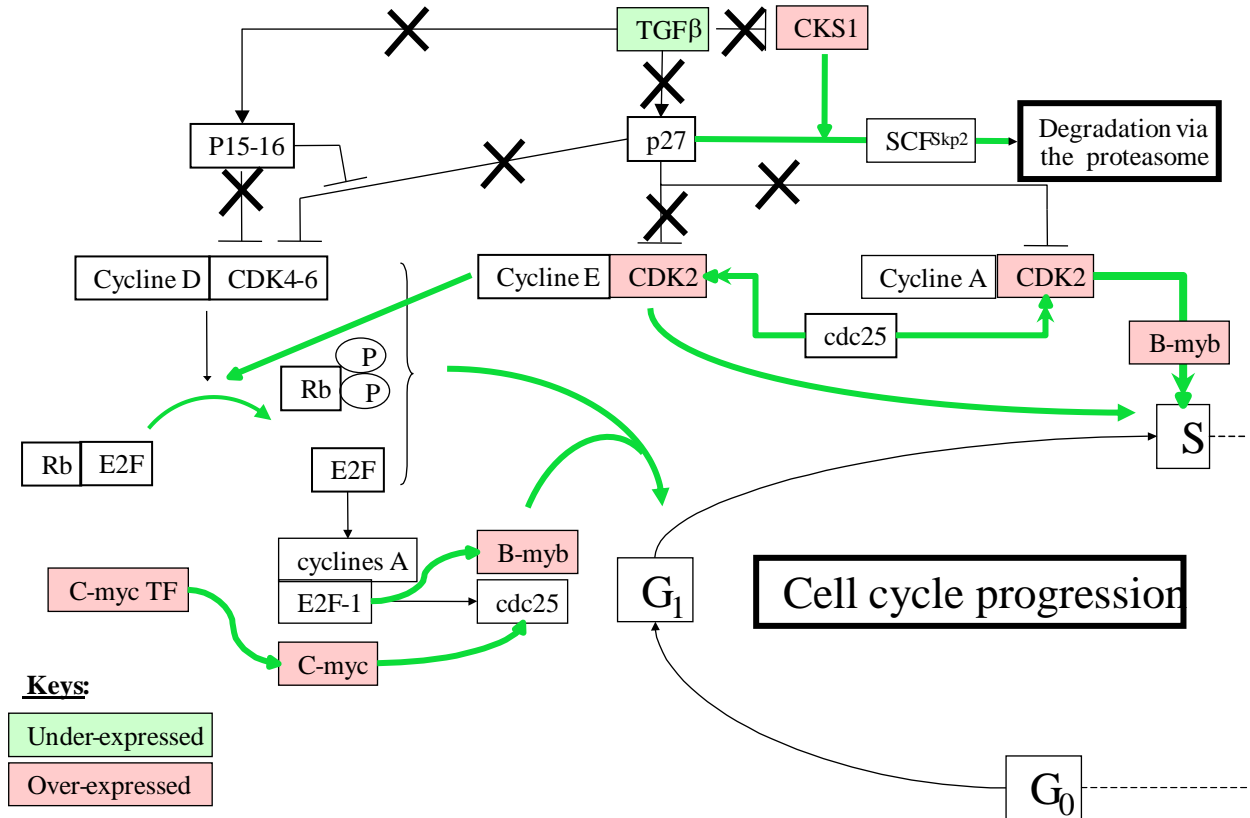 TGFβ
CKS1
P15-16
p27
SCFSkp2
Degradation via
the proteasome
Cycline D
CDK4-6
Cycline E
CDK2
Cycline A
CDK2
cdc25
B-myb
Rb
P
P
Rb
E2F
E2F
S
cyclines A
B-myb
C-myc TF
E2F-1
cdc25
G1
Cell cycle progression
C-myc
Keys:
Under-expressed
Over-expressed
G0